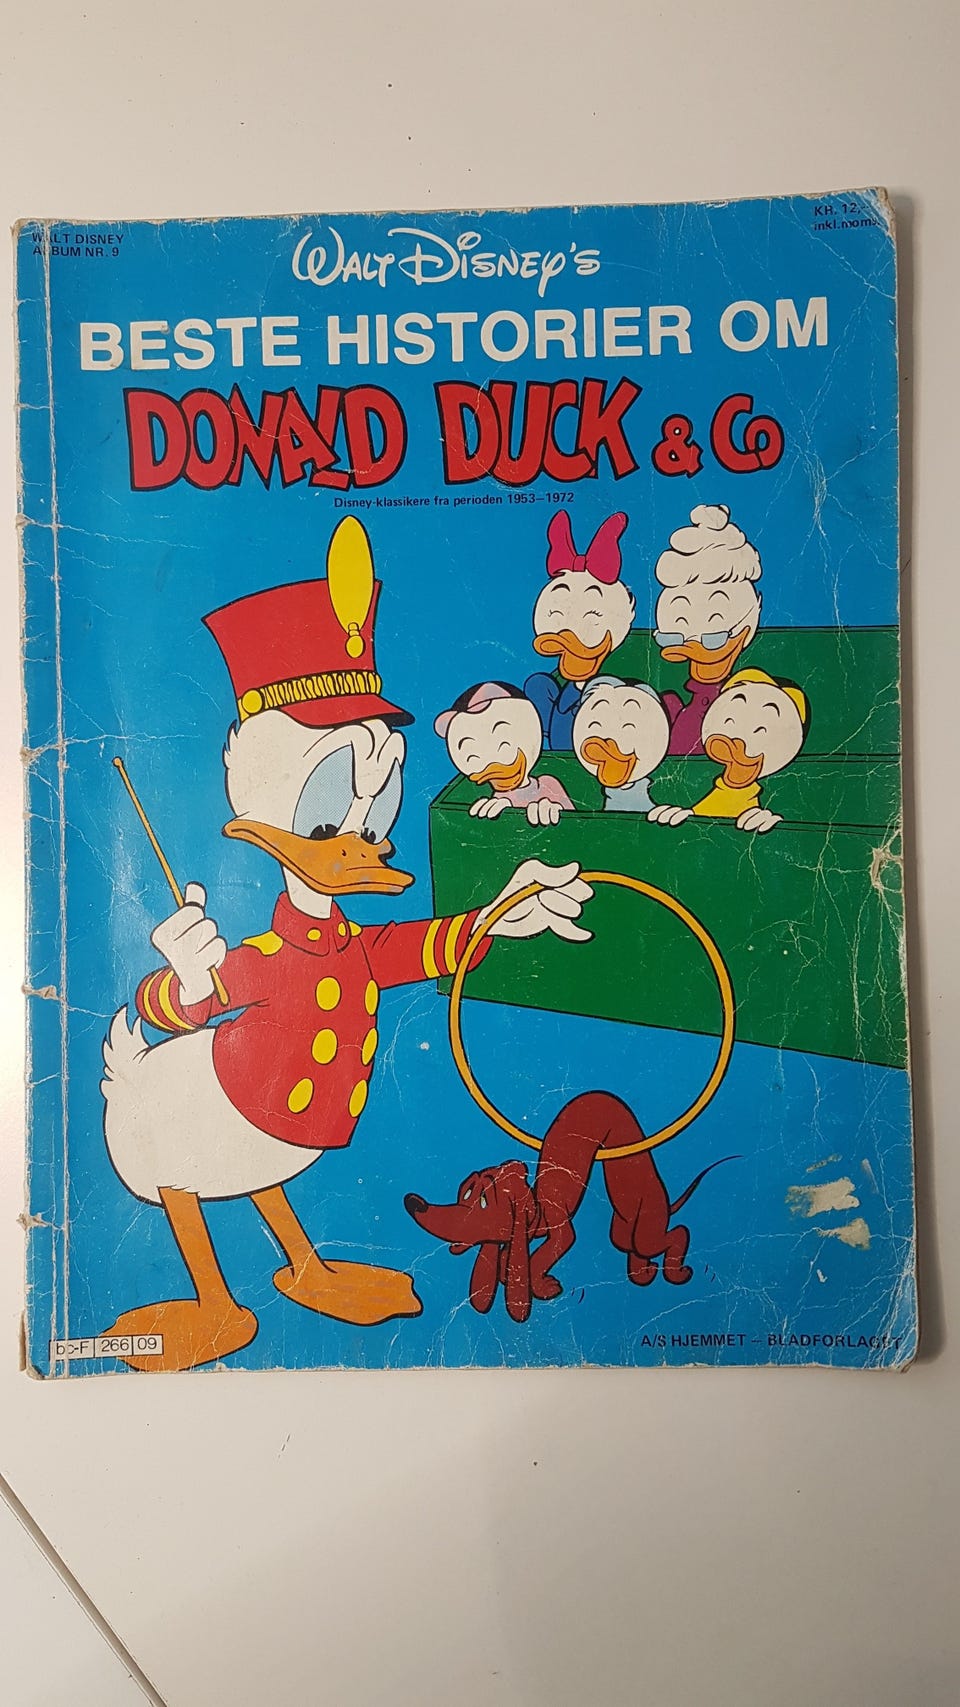 WALT DISNEY
ALBUM NR. 9
KR. 12,-
inkl.moms.
WALT DISNEY'S
BESTE HISTORIER OM
DONALD DUCK & CO
Disney-klassikere fra perioden 1953–1972
bc-F 266 09
A/S HJEMMET – BLADFORLAGET